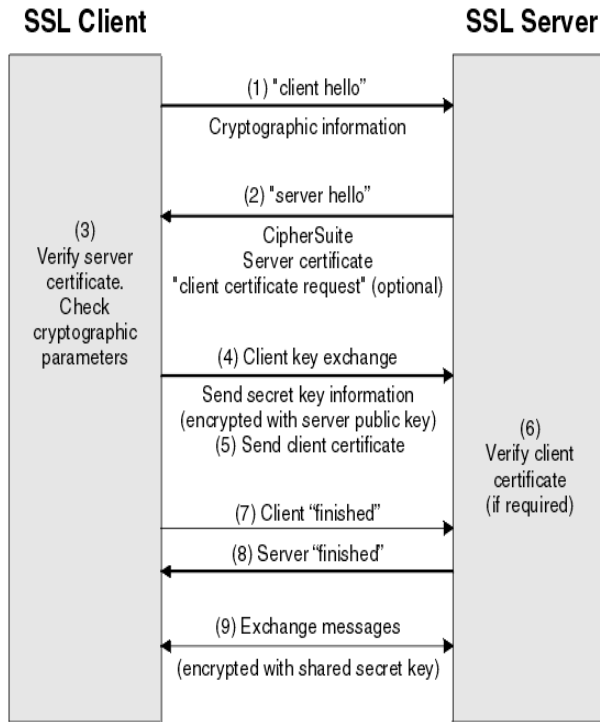 SSL Client
SSL Server
(1) "client hello”
Cryptographic information
(2) "server hello”
CipherSuite
Server certificate
"client certificate request" (optional)
(3)
Verify server
certificate.
Check
cryptographic
parameters
(4) Client key exchange
Send secret key information
(encrypted with server public key)
(5) Send client certificate
(6)
Verify client
certificate
(if required)
(7) Client “finished”
(8) Server “finished”
(9) Exchange messages
(encrypted with shared secret key)